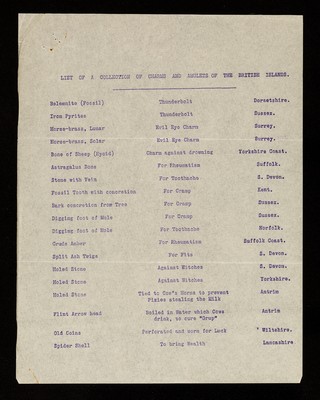 LIST OF A COLLECTION OF CHARMS AND AMULETS OF THE BRITISH ISLANDS.
Belemnite (Fossil) Thunderbolt Dorsetshire.
Iron Pyrites Thunderbolt Sussex.
Horse-brass, Lunar Evil Eye Charm Surrey.
Horse-brass, Solar Evil Eye Charm Surrey.
Bone of Sheep (Hyoid) Charm against drowning Yorkshire Coast.
Astragalus Bone For Rheumatism Suffolk.
Stone with Vein For Toothache S. Devon.
Fossil Tooth with concretion For Cramp Kent.
Bark concretion from Tree For Cramp Sussex.
Digging foot of Mole For Cramp Sussex.
Digging foot of Mole For Toothache Norfolk.
Crude Amber For Rheumatism Suffolk Coast.
Split Ash Twigs For Fits S. Devon.
Holed Stone Against Witches S. Devon.
Holed Stone Against Witches Yorkshire.
Holed Stone Tied to Cow's Horns to prevent Antrim
Pixies stealing the Milk
Flint Arrow head Boiled in Water which Cows Antrim
drink, to cure "Grup"
Old Coins Perforated and worn for Luck Wiltshire.
Spider Shell To bring Health Lancashire